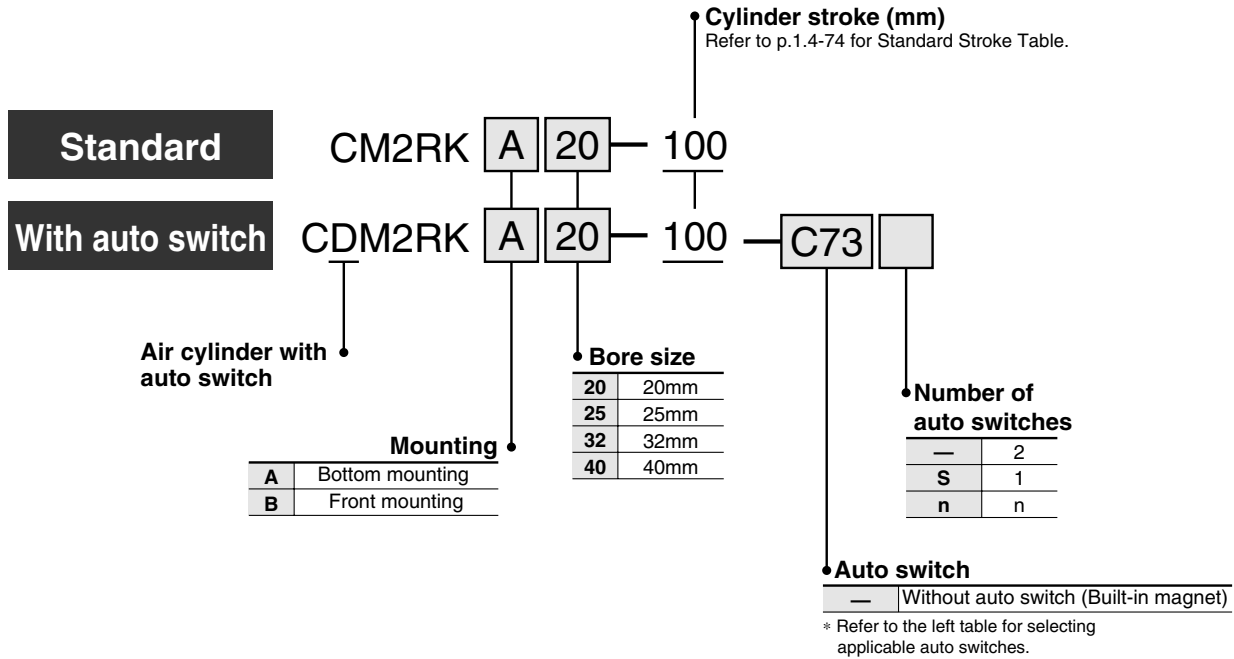 Cylinder stroke (mm)
Refer to p.1.4-74 for Standard Stroke Table.
Standard
CM2RK A 20 — 100
With auto switch
CDM2RK A 20 — 100 — C73
Air cylinder with
auto switch
Mounting
A Bottom mounting
B Front mounting
Bore size
20 20mm
25 25mm
32 32mm
40 40mm
Number of
auto switches
— 2
S 1
n n
Auto switch
— Without auto switch (Built-in magnet)
* Refer to the left table for selecting
applicable auto switches.